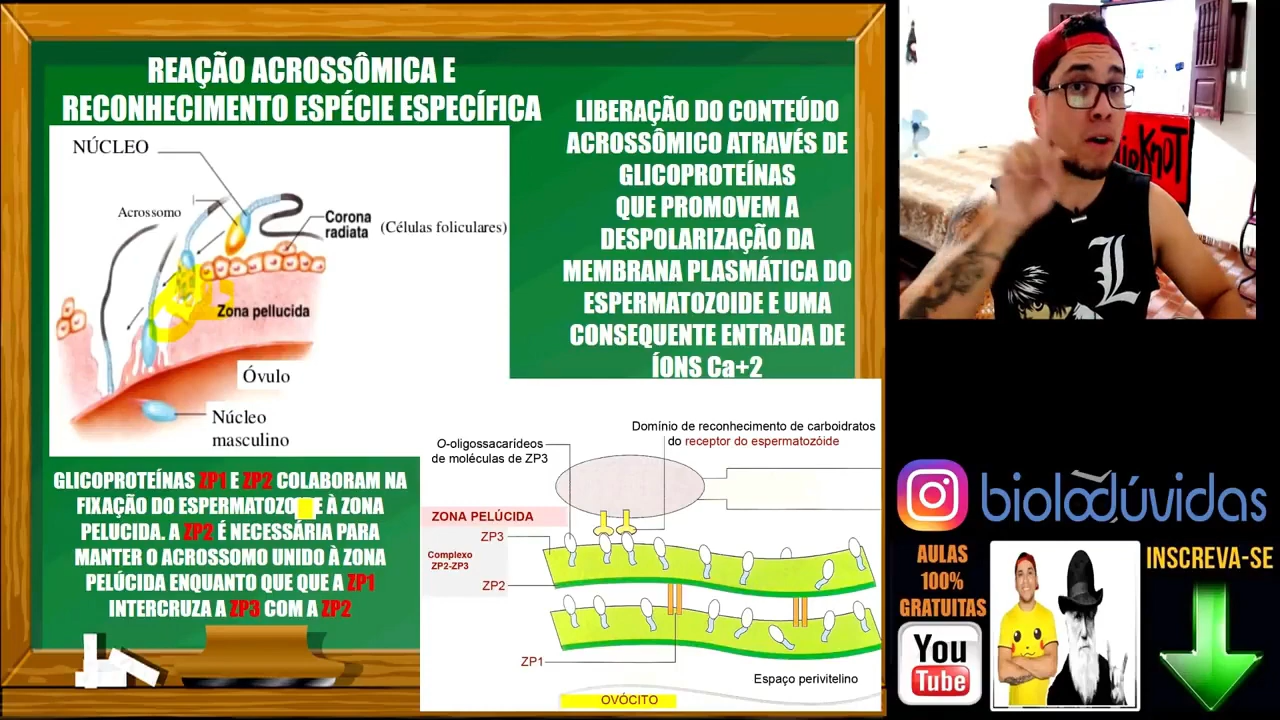 REAÇÃO ACROSSÔMICA E
RECONHECIMENTO ESPÉCIE ESPECÍFICA
NÚCLEO
Acrossomo
Corona
radiata
(Células foliculares)
Zona pellucida
Óvulo
Núcleo
masculino
LIBERAÇÃO DO CONTEÚDO
ACROSSÔMICO ATRAVÉS DE
GLICOPROTEÍNAS
QUE PROMOVEM A
DESPOLARIZAÇÃO DA
MEMBRANA PLASMÁTICA DO
ESPERMATOZOIDE E UMA
CONSEQUENTE ENTRADA DE
ÍONS Ca+2
GLICOPROTEÍNAS ZP1 E ZP2 COLABORAM NA
FIXAÇÃO DO ESPERMATOZOIDE À ZONA
PELUCIDA. A ZP2 É NECESSÁRIA PARA
MANTER O ACROSSOMO UNIDO À ZONA
PELÚCIDA ENQUANTO QUE QUE A ZP1
INTERCRUZA A ZP3 COM A ZP2
Domínio de reconhecimento de carboidratos
do receptor do espermatozóide
O-oligossacarídeos
de moléculas de ZP3
ZONA PELÚCIDA
ZP3
Complexo
ZP2-ZP3
ZP2
ZP1
Espaço perivitelino
OVÓCITO
L
biolodúvidas
AULAS
100%
GRATUITAS
You
Tube
INSCREVA-SE